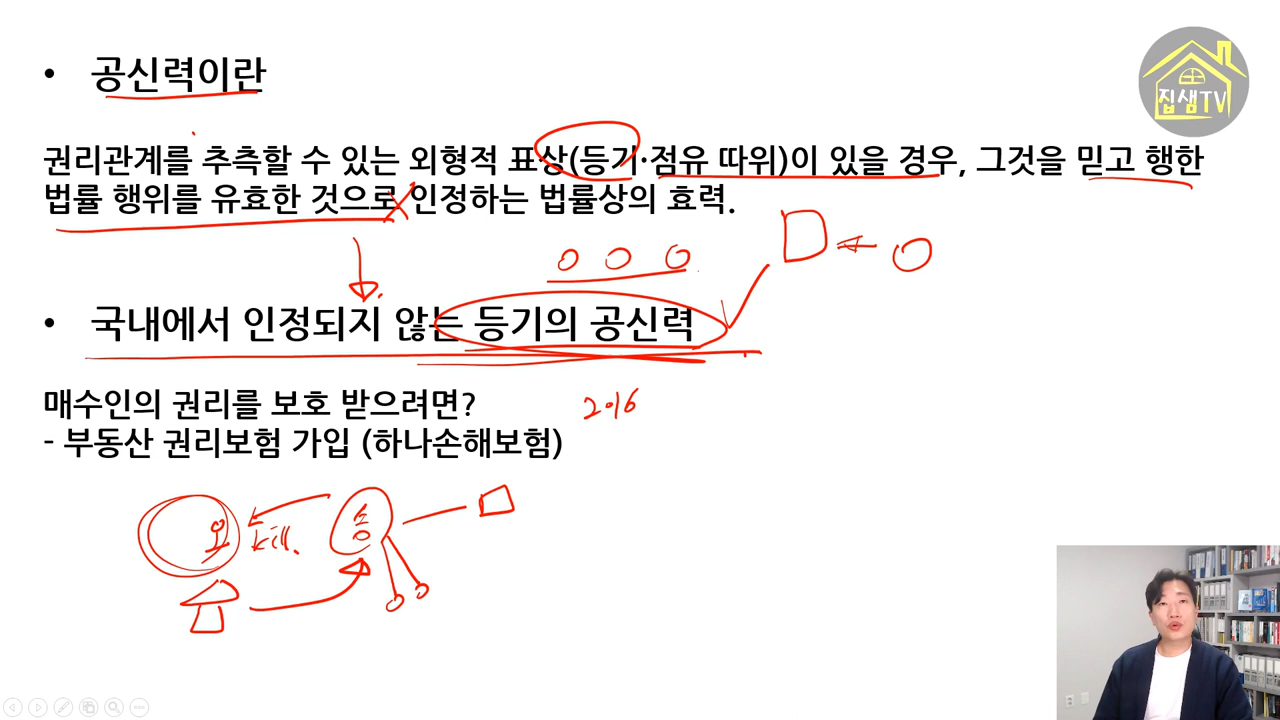 집샘TV
• 공신력이란
권리관계를 추측할 수 있는 외형적 표상(등기·점유 따위)이 있을 경우, 그것을 믿고 행한
법률 행위를 유효한 것으로 인정하는 법률상의 효력.
• 국내에서 인정되지 않는 등기의 공신력
매수인의 권리를 보호 받으려면?
2016
- 부동산 권리보험 가입 (하나손해보험)